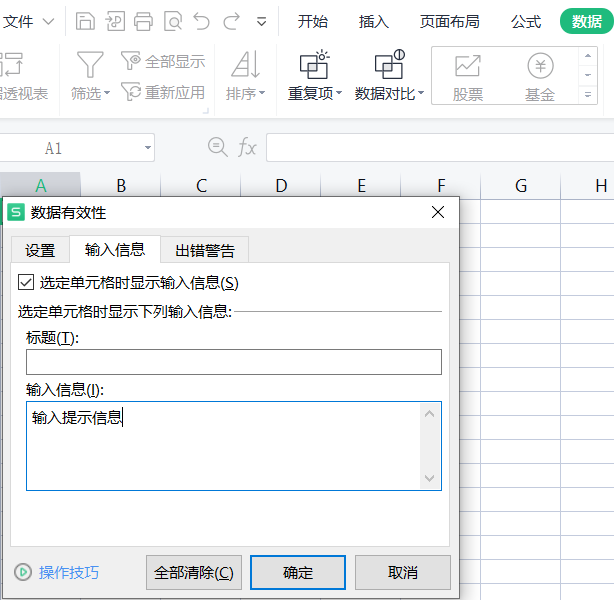 文件 开始 插入 页面布局 公式 数据
全部显示
透视表 筛选 重新应用 排序 重复项 数据对比 股票 基金
A1 fx
A B C D E F G H
S 数据有效性
设置 输入信息 出错警告
选定单元格时显示输入信息(S)
选定单元格时显示下列输入信息:
标题(T):
输入信息(I):
输入提示信息
操作技巧 全部清除(C) 确定 取消